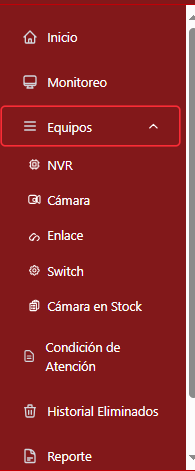 Inicio
Monitoreo
Equipos
NVR
Cámara
Enlace
Switch
Cámara en Stock
Condición de
Atención
Historial Eliminados
Reporte